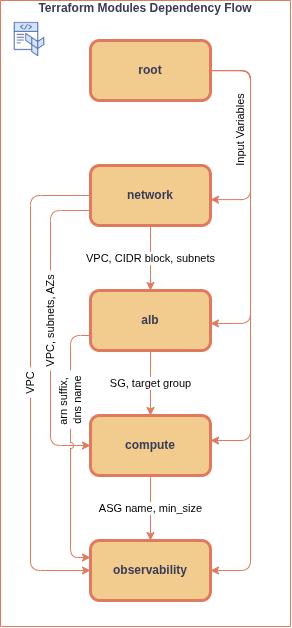 Terraform Modules Dependency Flow
</>
root
Input Variables
network
VPC, CIDR block, subnets
VPC, subnets, AZs
VPC
alb
arn suffix,
dns name
SG, target group
compute
ASG name, min_size
observability